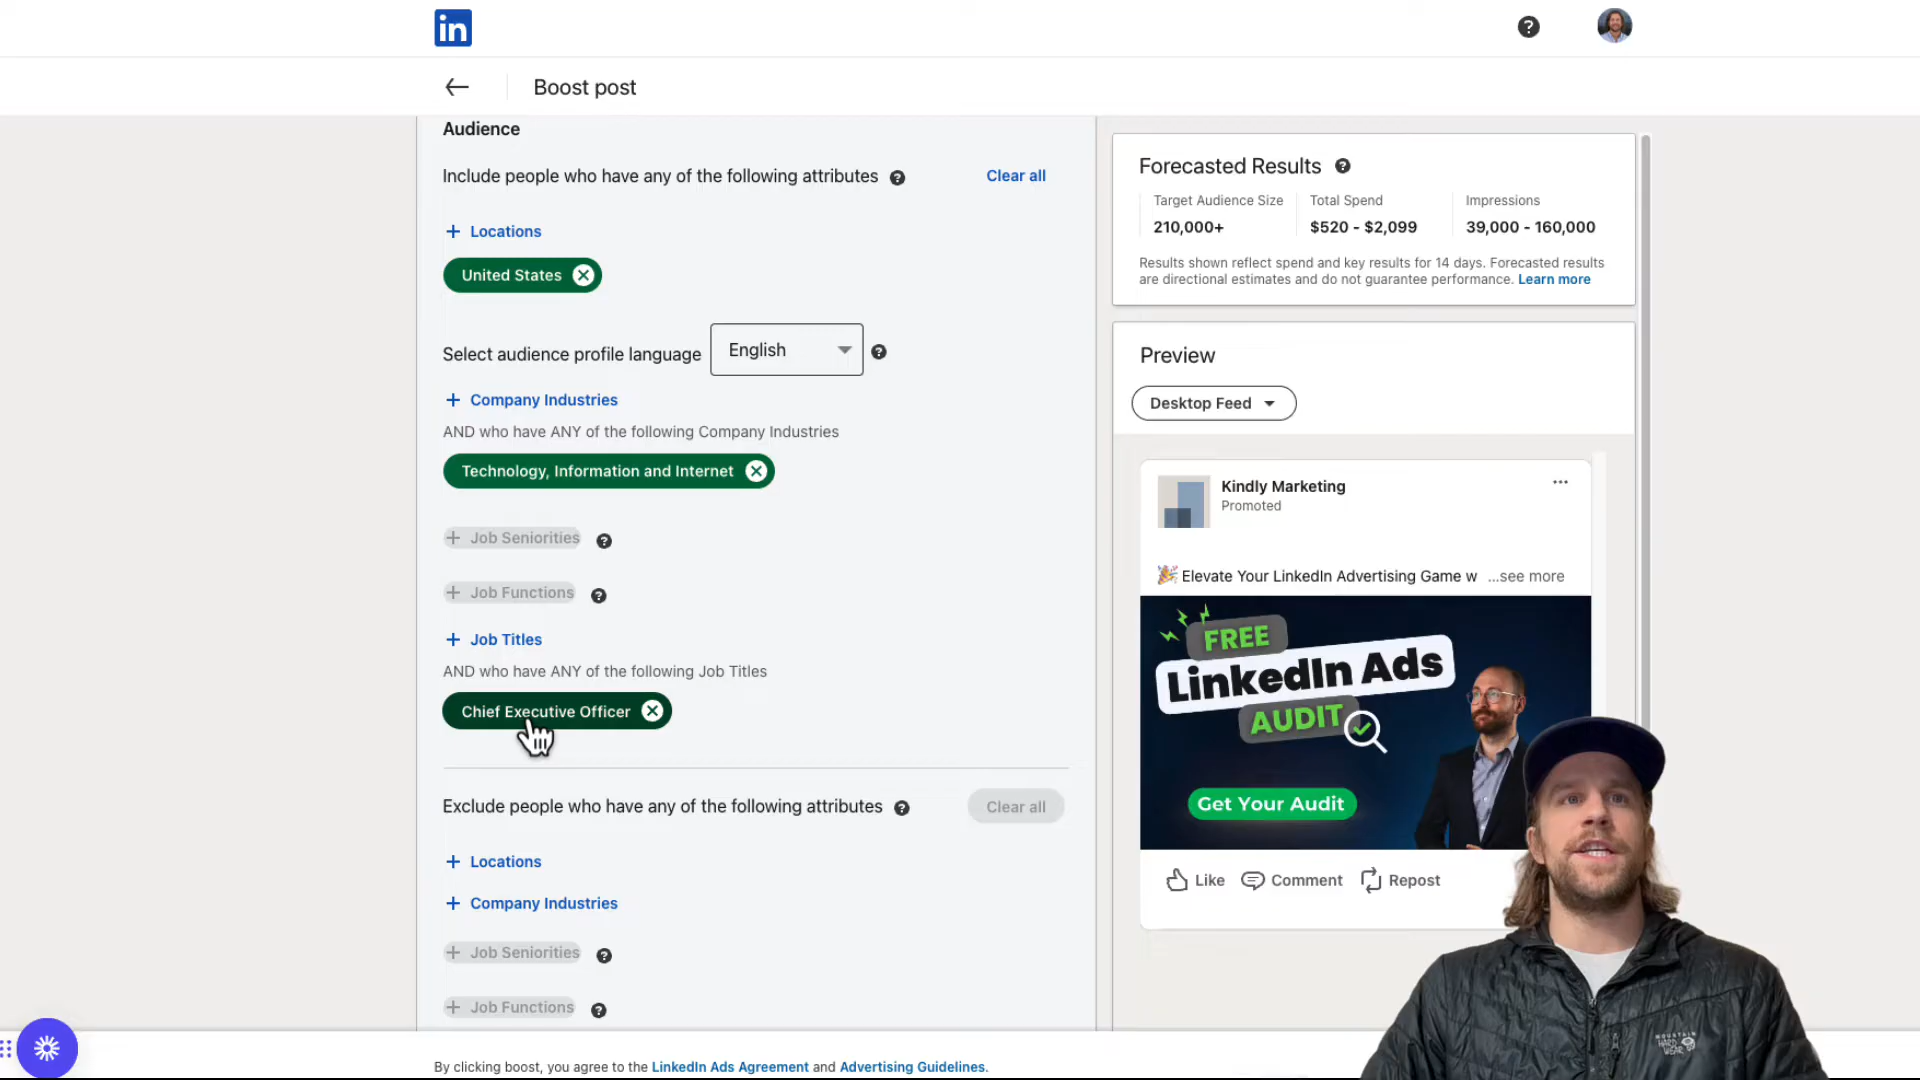 in
Boost post
Audience
Include people who have any of the following attributes
Clear all
+ Locations
United States
Select audience profile language
English
+ Company Industries
AND who have ANY of the following Company Industries
Technology, Information and Internet
+ Job Seniorities
+ Job Functions
+ Job Titles
AND who have ANY of the following Job Titles
Chief Executive Officer
Exclude people who have any of the following attributes
Clear all
+ Locations
+ Company Industries
+ Job Seniorities
+ Job Functions
By clicking boost, you agree to the LinkedIn Ads Agreement and Advertising Guidelines.
Forecasted Results
Target Audience Size
210,000+
Total Spend
$520 - $2,099
Impressions
39,000 - 160,000
Results shown reflect spend and key results for 14 days. Forecasted results
are directional estimates and do not guarantee performance. Learn more
Preview
Desktop Feed
Kindly Marketing
Promoted
🎉 Elevate Your LinkedIn Advertising Game w ...see more
FREE
LinkedIn Ads
AUDIT
Get Your Audit
Like
Comment
Repost
MOUNTAIN
HARD
WEAR